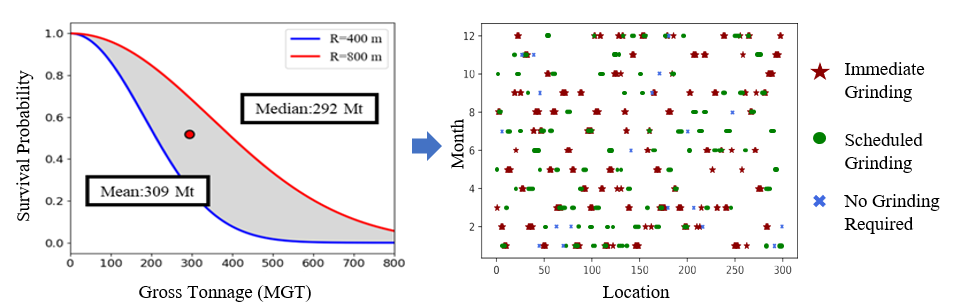 1.0
0.8
0.6
0.4
0.2
0.0
0 100 200 300 400 500 600 700 800
Survival Probability
Gross Tonnage (MGT)
R=400 m
R=800 m
Median:292 Mt
Mean:309 Mt
12
10
8
6
4
2
0 50 100 150 200 250 300
Month
Location
Immediate
Grinding
Scheduled
Grinding
No Grinding
Required